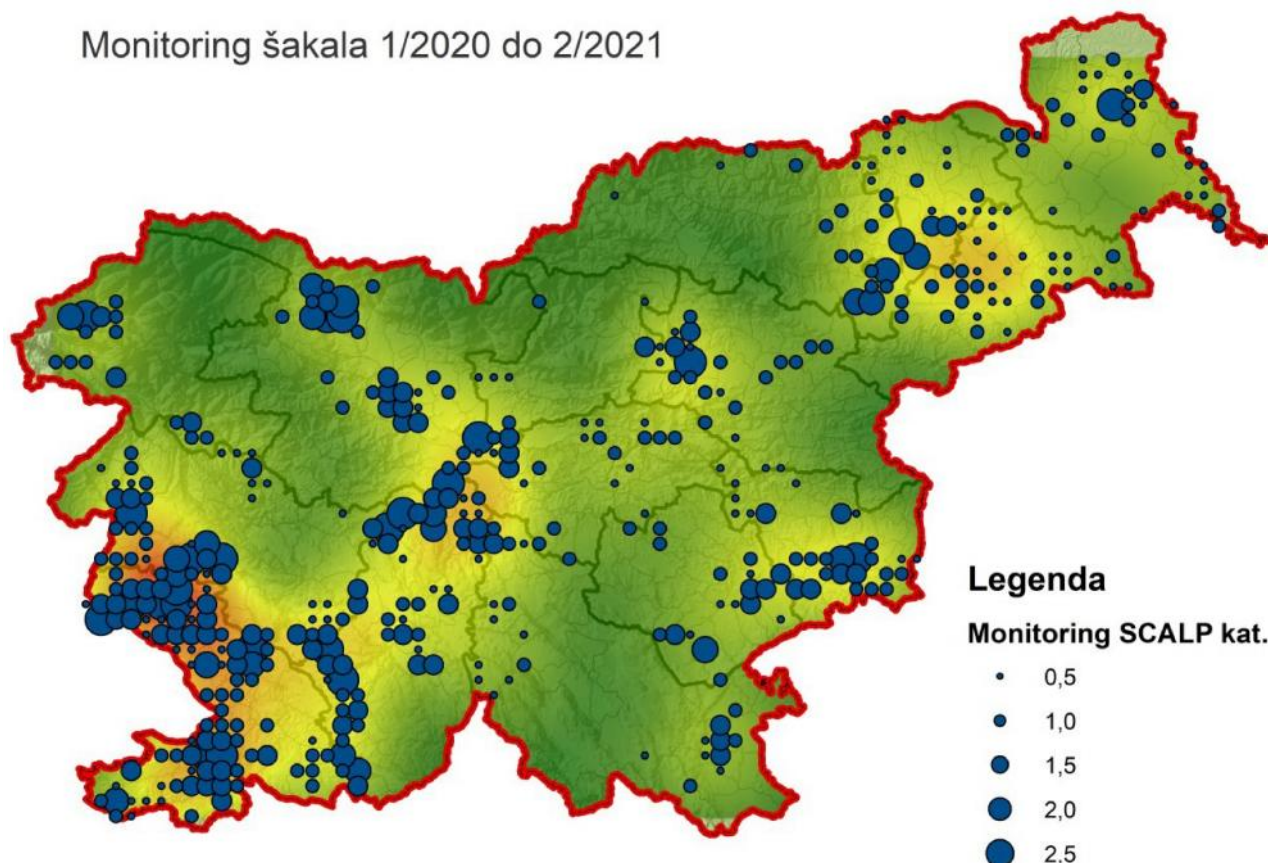 Monitoring šakala 1/2020 do 2/2021
Legenda
Monitoring SCALP kat.
0,5
1,0
1,5
2,0
2,5